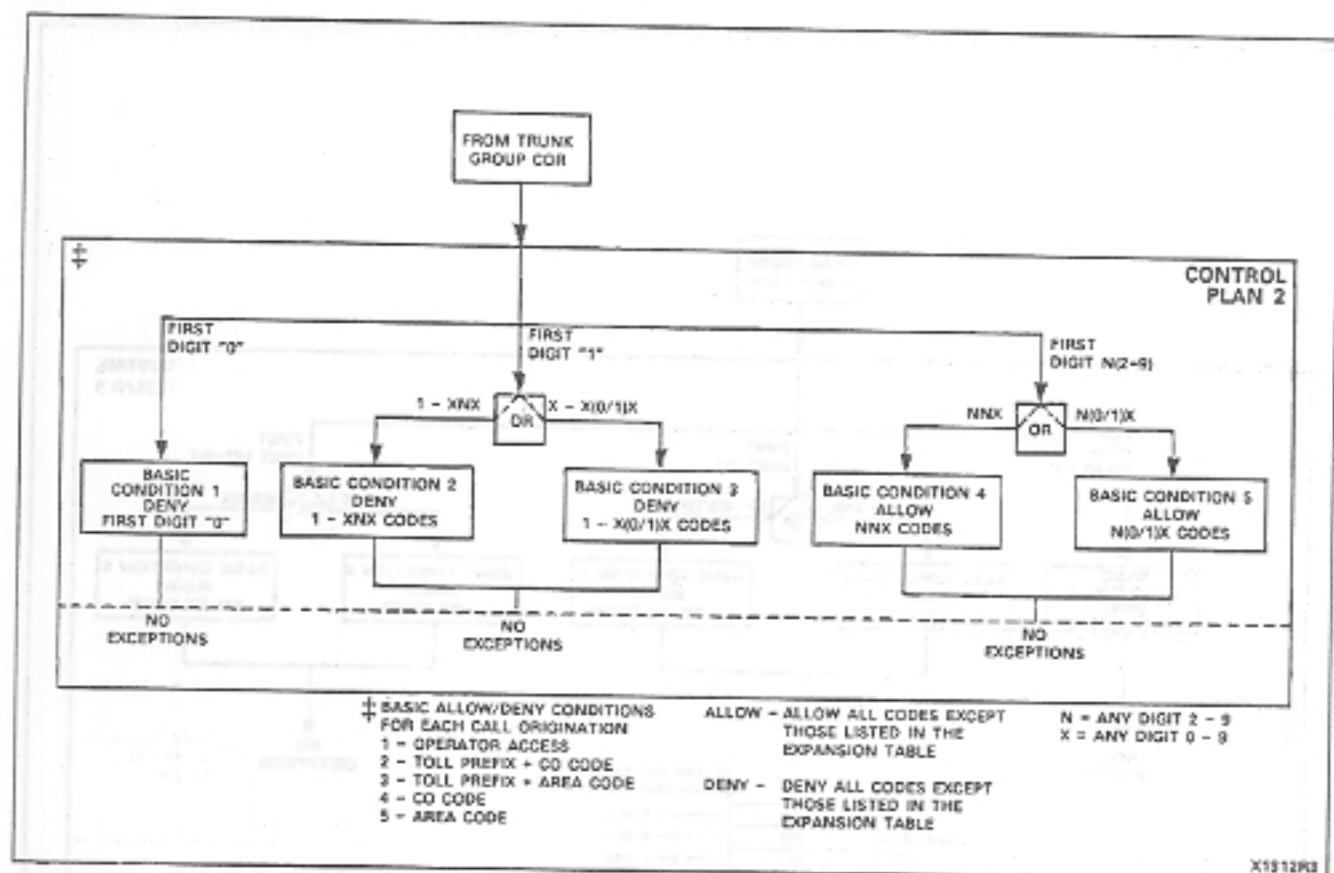 FROM TRUNK
GROUP COR
‡
CONTROL
PLAN 2
FIRST
DIGIT "0"
FIRST
DIGIT "1"
FIRST
DIGIT N(2-9)
1 - XNX
OR
X - X(0/1)X
NNX
OR
N(0/1)X
BASIC
CONDITION 1
DENY
FIRST DIGIT "0"
BASIC CONDITION 2
DENY
1 - XNX CODES
BASIC CONDITION 3
DENY
1 - X(0/1)X CODES
BASIC CONDITION 4
ALLOW
NNX CODES
BASIC CONDITION 5
ALLOW
N(0/1)X CODES
NO
EXCEPTIONS
NO
EXCEPTIONS
NO
EXCEPTIONS
‡ BASIC ALLOW/DENY CONDITIONS
FOR EACH CALL ORIGINATION
1 - OPERATOR ACCESS
2 - TOLL PREFIX + CO CODE
3 - TOLL PREFIX + AREA CODE
4 - CO CODE
5 - AREA CODE
ALLOW - ALLOW ALL CODES EXCEPT
THOSE LISTED IN THE
EXPANSION TABLE
DENY - DENY ALL CODES EXCEPT
THOSE LISTED IN THE
EXPANSION TABLE
N = ANY DIGIT 2 - 9
X = ANY DIGIT 0 - 9
X1312R3